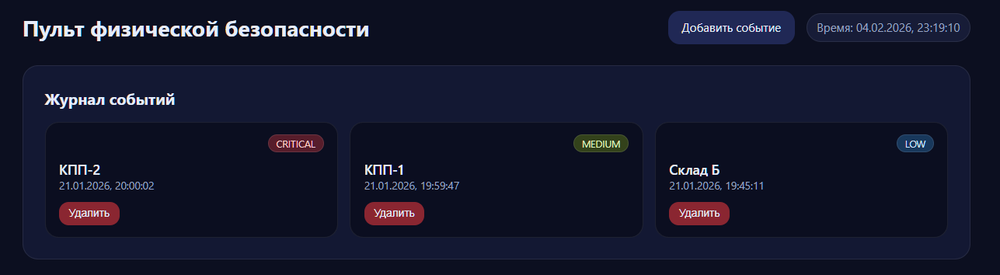 Пульт физической безопасности
Добавить событие
Время: 04.02.2026, 23:19:10
Журнал событий
CRITICAL
КПП-2
21.01.2026, 20:00:02
Удалить
MEDIUM
КПП-1
21.01.2026, 19:59:47
Удалить
LOW
Склад Б
21.01.2026, 19:45:11
Удалить